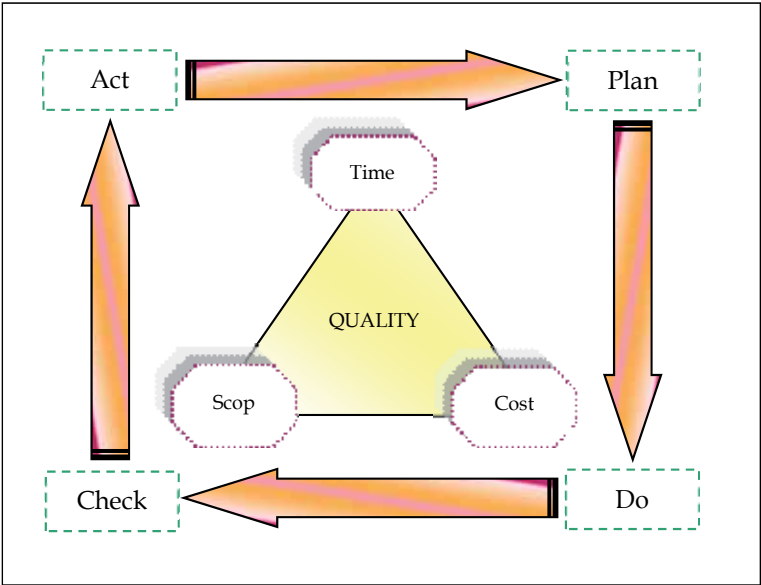 Act
Plan
Time
QUALITY
Scop
Cost
Check
Do